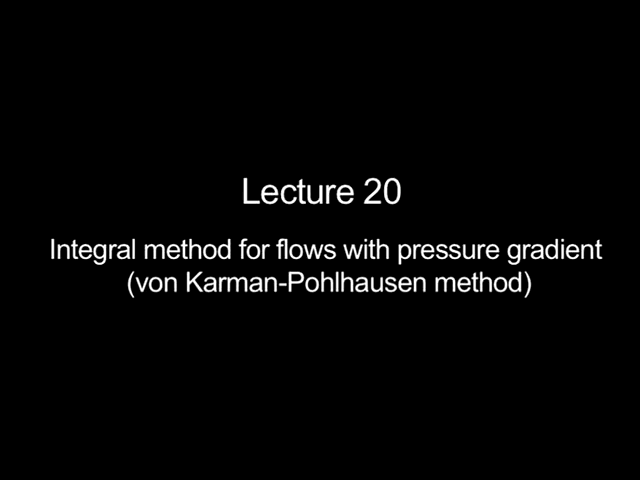 Lecture 20
Integral method for flows with pressure gradient
(von Karman-Pohlhausen method)